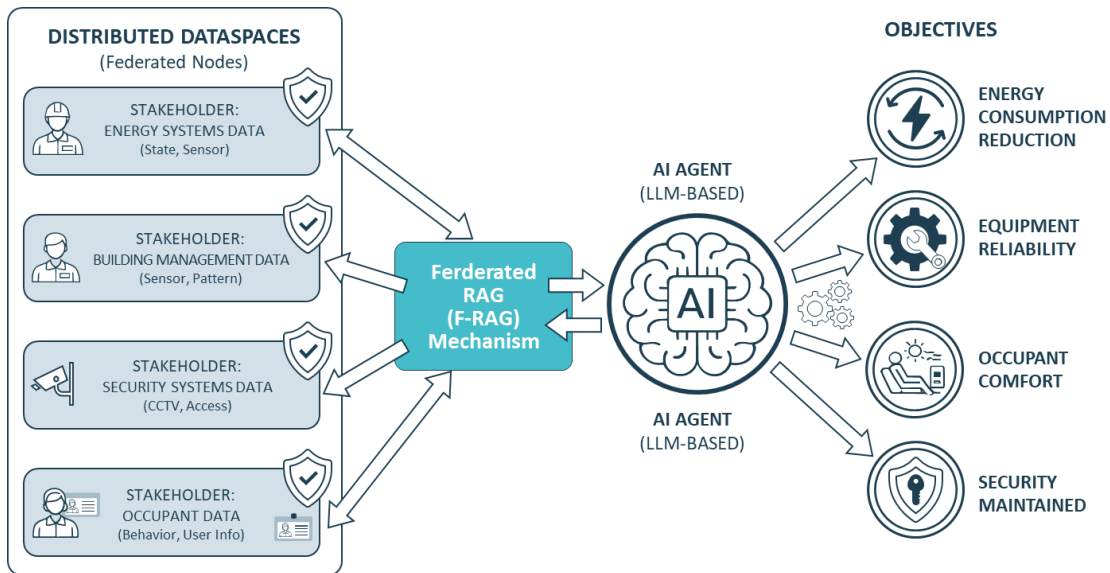 DISTRIBUTED DATASPACES
(Federated Nodes)
STAKEHOLDER:
ENERGY SYSTEMS DATA
(State, Sensor)
STAKEHOLDER:
BUILDING MANAGEMENT DATA
(Sensor, Pattern)
STAKEHOLDER:
SECURITY SYSTEMS DATA
(CCTV, Access)
STAKEHOLDER:
OCCUPANT DATA
(Behavior, User Info)
Ferderated
RAG
(F-RAG)
Mechanism
AI AGENT
(LLM-BASED)
AI
AI AGENT
(LLM-BASED)
OBJECTIVES
ENERGY
CONSUMPTION
REDUCTION
EQUIPMENT
RELIABILITY
OCCUPANT
COMFORT
SECURITY
MAINTAINED